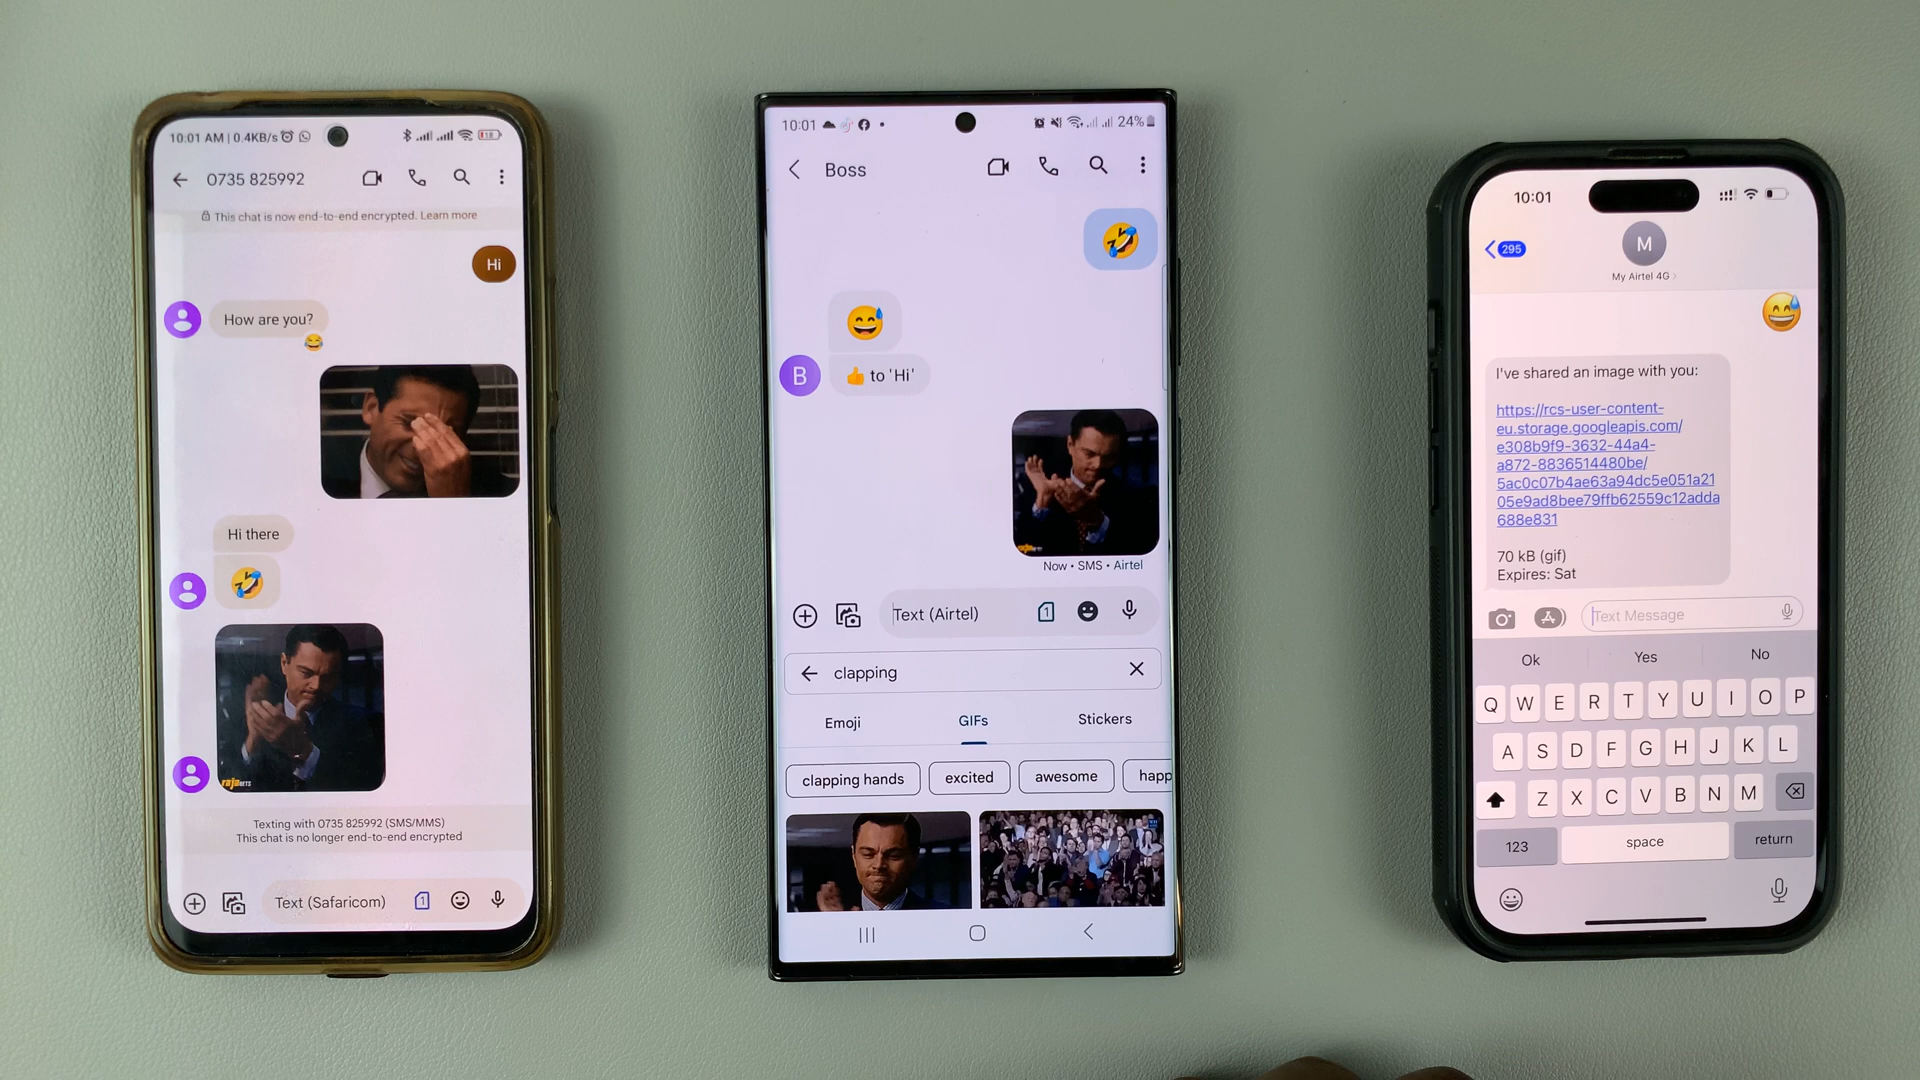 10:01 AM | 0.4KB/s
18
0735 825992
This chat is now end-to-end encrypted. Learn more
Hi
How are you?
Hi there
Texting with 0735 825992 (SMS/MMS)
This chat is no longer end-to-end encrypted
Text (Safaricom)
1
10:01
24%
Boss
B
👍 to 'Hi'
Now • SMS • Airtel
Text (Airtel)
1
clapping
Emoji
GIFs
Stickers
clapping hands
excited
awesome
happ
10:01
295
M
My Airtel 4G
I've shared an image with you:
https://rcs-user-content-
eu.storage.googleapis.com/
e308b9f9-3632-44a4-
a872-8836514480be/
5ac0c07b4ae63a94dc5e051a21
05e9ad8bee79ffb62559c12adda
688e831
70 kB (gif)
Expires: Sat
Text Message
Ok
Yes
No
Q W E R T Y U I O P
A S D F G H J K L
Z X C V B N M
123
space
return